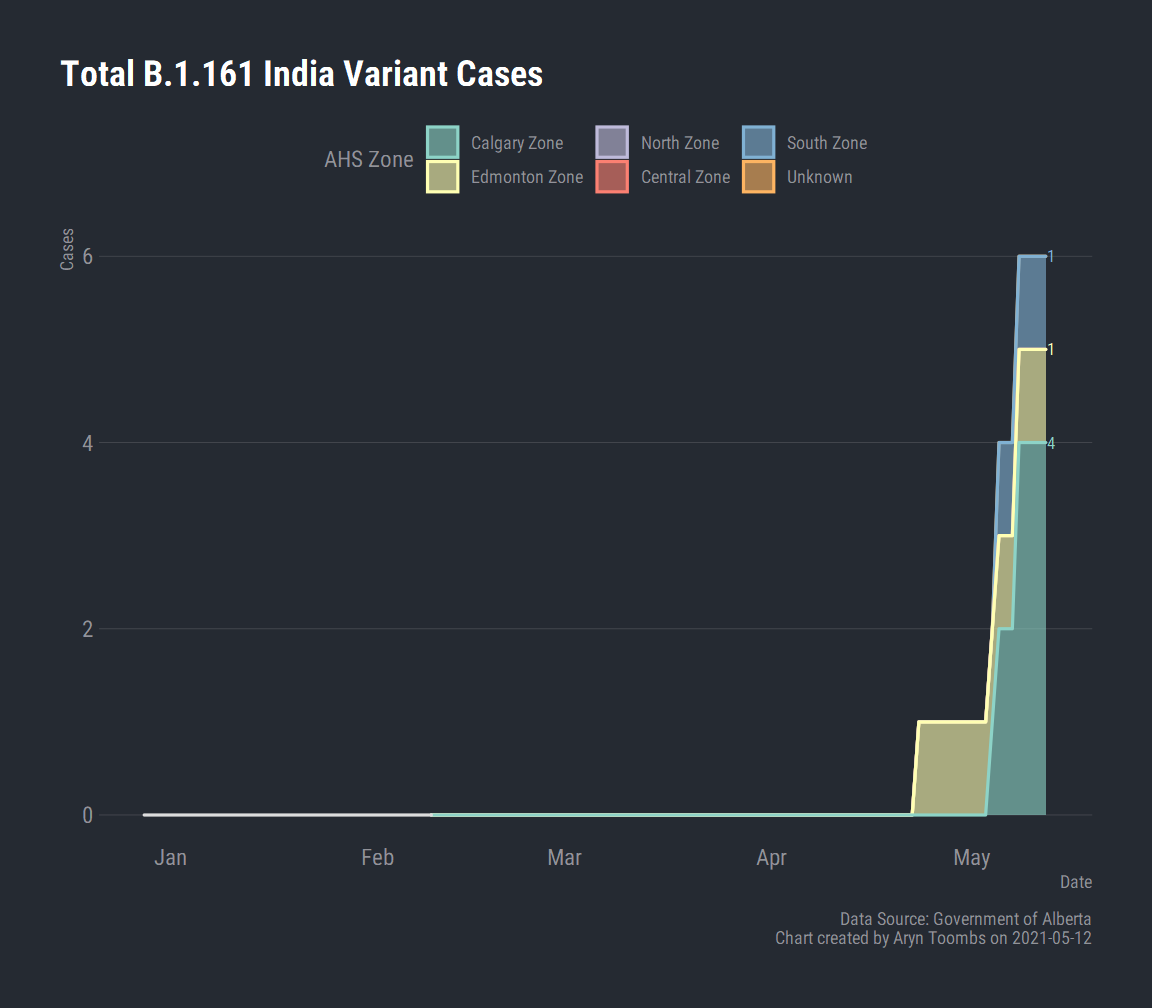 Total B.1.161 India Variant Cases
AHS Zone
Calgary Zone North Zone South Zone
Edmonton Zone Central Zone Unknown
Cases
6 1
1
4 4
2
0
Jan Feb Mar Apr May
Date
Data Source: Government of Alberta
Chart created by Aryn Toombs on 2021-05-12